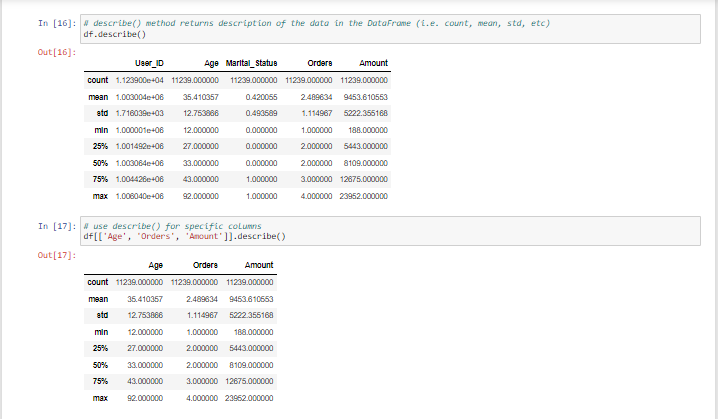 In [16]: # describe() method returns description of the data in the DataFrame (i.e. count, mean, std, etc)
df.describe()
Out[16]:
User_ID Age Marital_Status Orders Amount
count 1.123900e+04 11239.000000 11239.000000 11239.000000 11239.000000
mean 1.003004e+06 35.410357 0.420055 2.489634 9453.610553
std 1.716039e+03 12.753866 0.493589 1.114967 5222.355168
min 1.000001e+06 12.000000 0.000000 1.000000 188.000000
25% 1.001492e+06 27.000000 0.000000 2.000000 5443.000000
50% 1.003064e+06 33.000000 0.000000 2.000000 8109.000000
75% 1.004426e+06 43.000000 1.000000 3.000000 12675.000000
max 1.006040e+06 92.000000 1.000000 4.000000 23952.000000
In [17]: # use describe() for specific columns
df[['Age', 'Orders', 'Amount']].describe()
Out[17]:
Age Orders Amount
count 11239.000000 11239.000000 11239.000000
mean 35.410357 2.489634 9453.610553
std 12.753866 1.114967 5222.355168
min 12.000000 1.000000 188.000000
25% 27.000000 2.000000 5443.000000
50% 33.000000 2.000000 8109.000000
75% 43.000000 3.000000 12675.000000
max 92.000000 4.000000 23952.000000